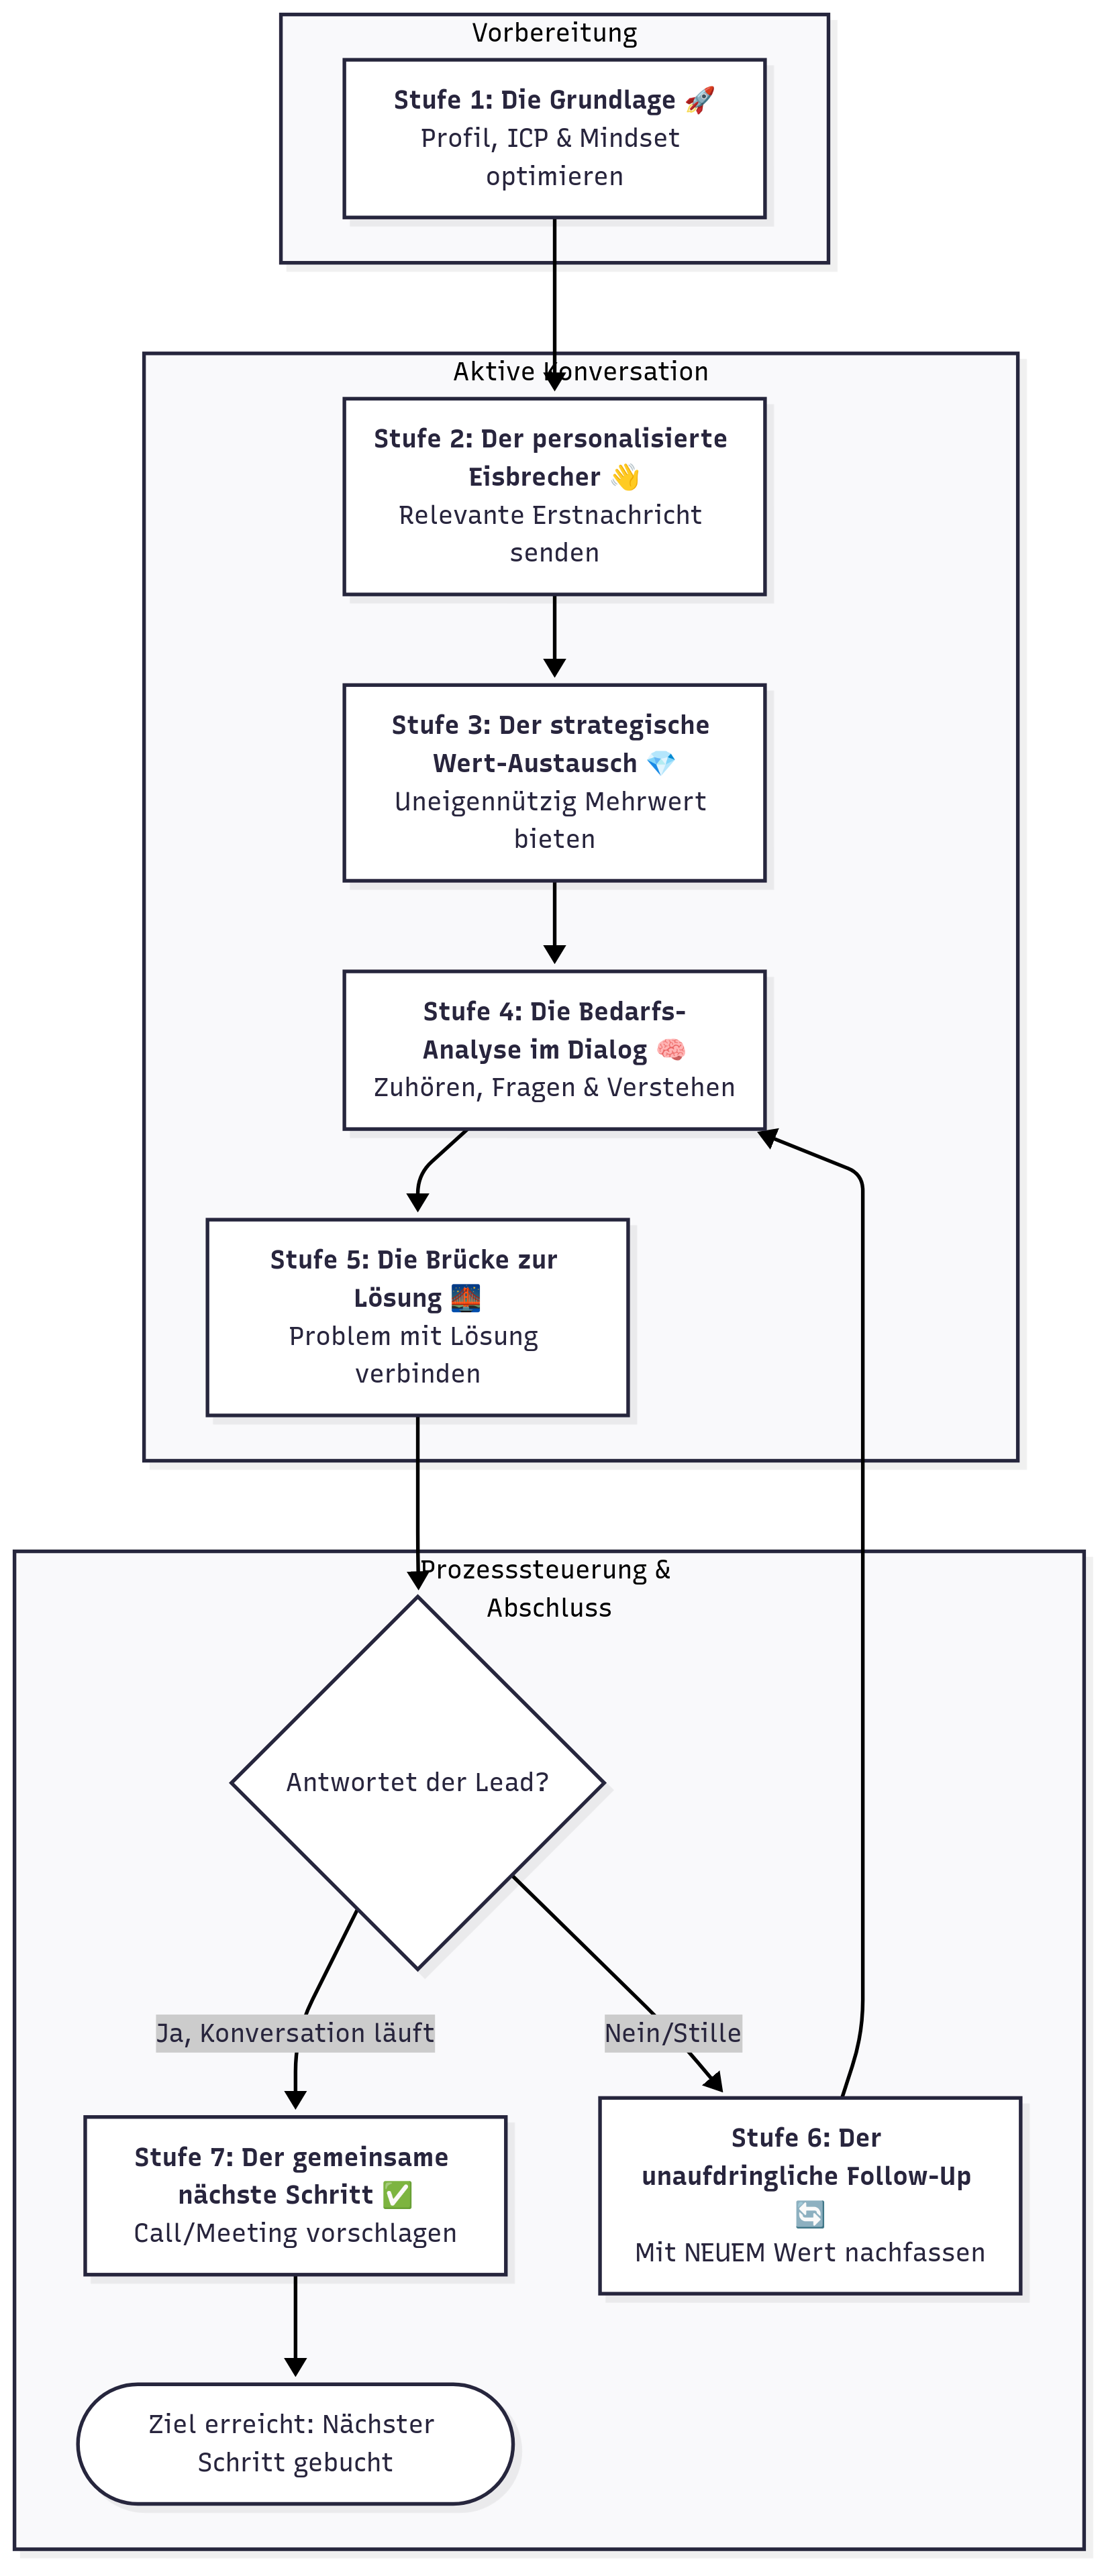 Vorbereitung
Stufe 1: Die Grundlage 🚀
Profil, ICP & Mindset
optimieren
Aktive Konversation
Stufe 2: Der personalisierte
Eisbrecher 👋
Relevante Erstnachricht
senden
Stufe 3: Der strategische
Wert-Austausch 💎
Uneigennützig Mehrwert
bieten
Stufe 4: Die Bedarfs-
Analyse im Dialog 🧠
Zuhören, Fragen & Verstehen
Stufe 5: Die Brücke zur
Lösung 🌉
Problem mit Lösung
verbinden
Prozesssteuerung &
Abschluss
Antwortet der Lead?
Ja, Konversation läuft
Nein/Stille
Stufe 7: Der gemeinsame
nächste Schritt ✅
Call/Meeting vorschlagen
Stufe 6: Der
unaufdringliche Follow-Up
🔄
Mit NEUEM Wert nachfassen
Ziel erreicht: Nächster
Schritt gebucht